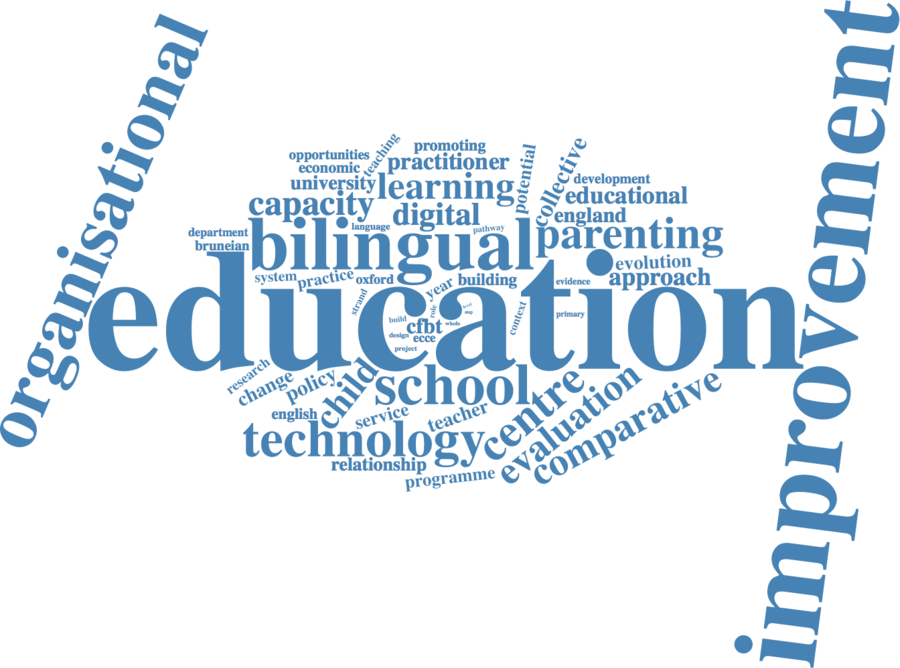 organisational
improvement
promoting
opportunities
teaching
practitioner
economic
potential
collective
university
learning
development
educational
capacity
digital
england
department
language
pathway
bruneian
bilingual
parenting
evolution
system
practice
oxford
year
building
evidence
approach
education
strand
role
level
step
build
cfbt
whole
context
primary
design
ecce
project
research
change
policy
child
school
centre
evaluation
comparative
english
service
teacher
technology
relationship
programme